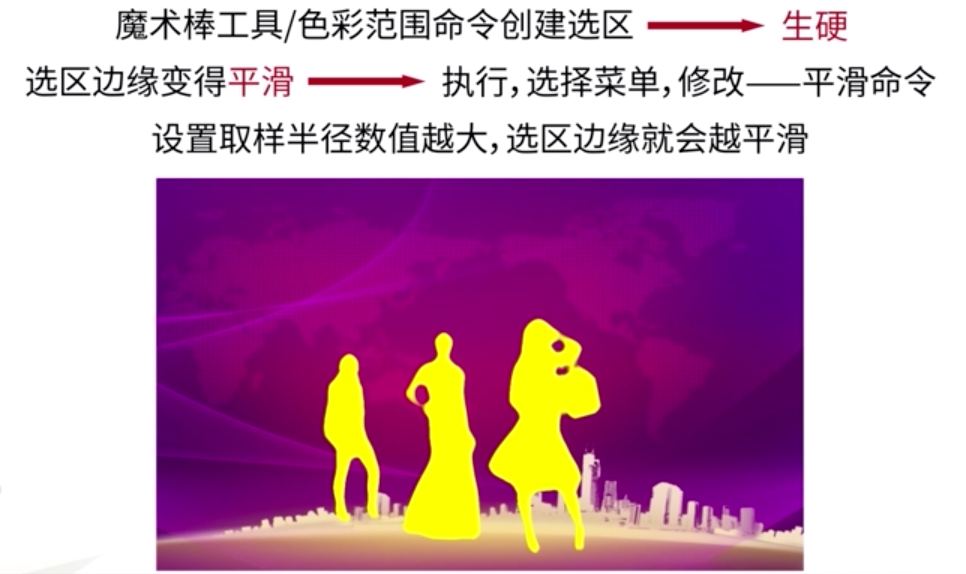 魔术棒工具/色彩范围命令创建选区 生硬
选区边缘变得平滑 执行，选择菜单，修改——平滑命令
设置取样半径数值越大，选区边缘就会越平滑